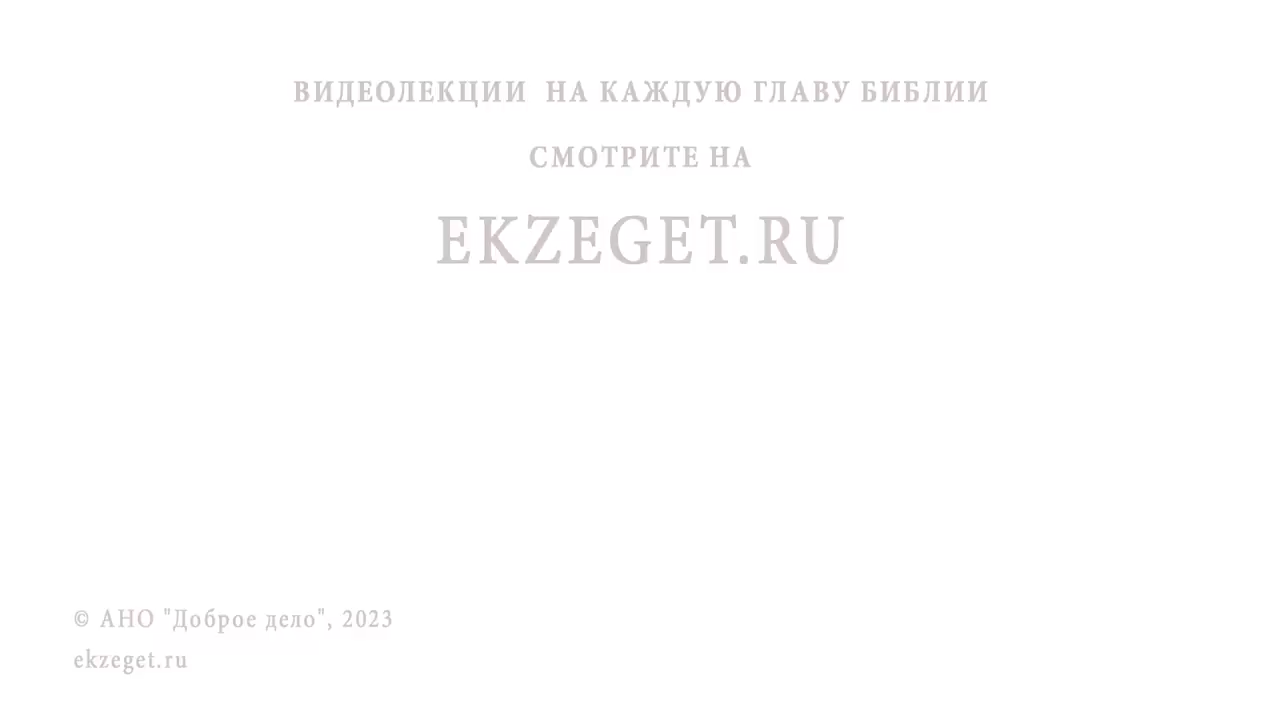 ВИДЕОЛЕКЦИИ НА КАЖДУЮ ГЛАВУ БИБЛИИ
СМОТРИТЕ НА
EKZEGET.RU
© АНО "Доброе дело", 2023
ekzeget.ru